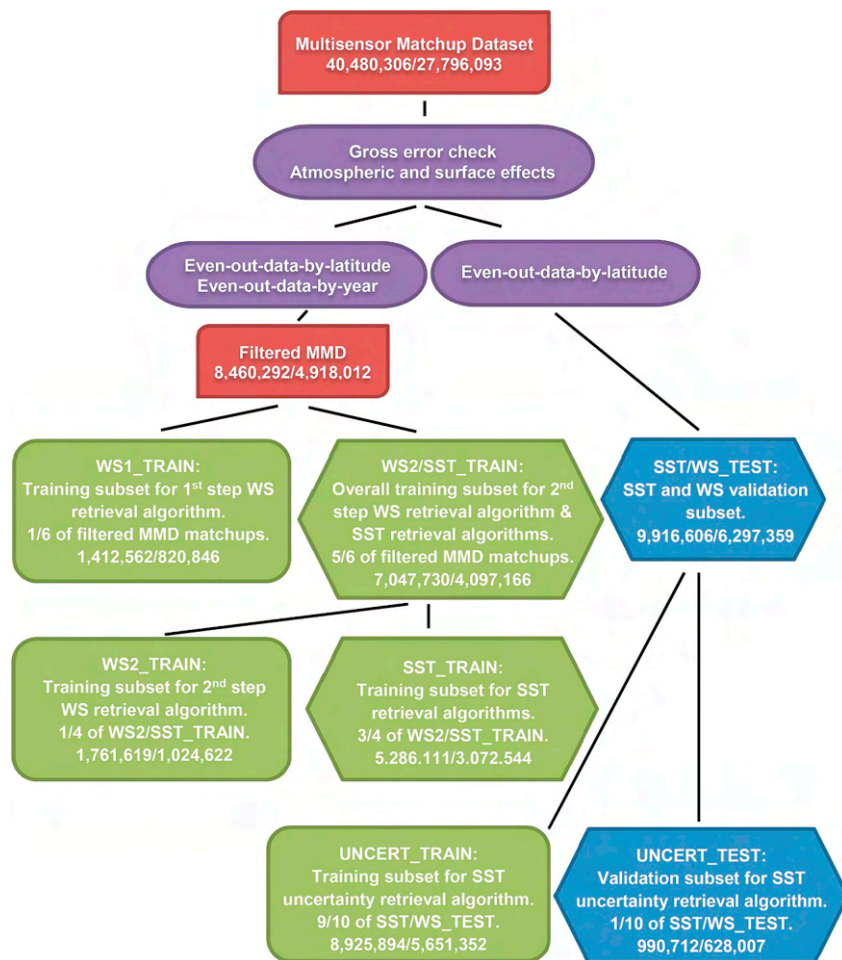 Multisensor Matchup Dataset
40,480,306/27,796,093
Gross error check
Atmospheric and surface effects
Even-out-data-by-latitude
Even-out-data-by-year
Even-out-data-by-latitude
Filtered MMD
8,460,292/4,918,012
WS1_TRAIN:
Training subset for 1st step WS
retrieval algorithm.
1/6 of filtered MMD matchups.
1,412,562/820,846
WS2/SST_TRAIN:
Overall training subset for 2nd
step WS retrieval algorithm &
SST retrieval algorithms.
5/6 of filtered MMD matchups.
7,047,730/4,097,166
SST/WS_TEST:
SST and WS validation
subset.
9,916,606/6,297,359
WS2_TRAIN:
Training subset for 2nd step
WS retrieval algorithm.
1/4 of WS2/SST_TRAIN.
1,761,619/1,024,622
SST_TRAIN:
Training subset for SST
retrieval algorithms.
3/4 of WS2/SST_TRAIN.
5.286.111/3.072.544
UNCERT_TRAIN:
Training subset for SST
uncertainty retrieval algorithm.
9/10 of SST/WS_TEST.
8,925,894/5,651,352
UNCERT_TEST:
Validation subset for SST
uncertainty retrieval algorithm.
1/10 of SST/WS_TEST.
990,712/628,007